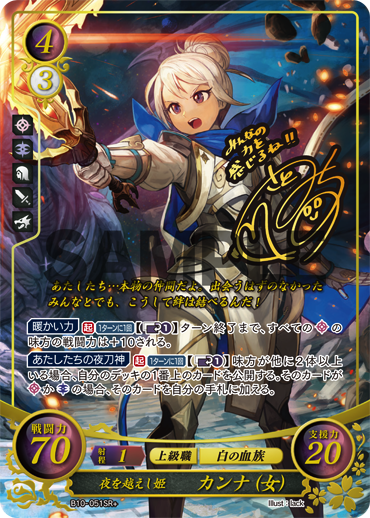 4
3
みんなの
力を
感じるね!!
SAMPLE
あたしたち…本物の仲間だよ。出会うはずのなかった
みんなとでも、こうして絆は結べるんだ!
暖かい力 起 1ターンに1回 【1】 ターン終了まで、すべての の
味方の戦闘力は+10される。
あたしたちの夜刀神 起 1ターンに1回 【1】 味方が他に2体以上
いる場合、自分のデッキの1番上のカードを公開する。そのカードが
か の場合、そのカードを自分の手札に加える。
戦闘力
70
射程 1
上級職
白の血族
支援力
20
夜を越えし姫 カンナ(女)
B10-051SR+ Illust:lack